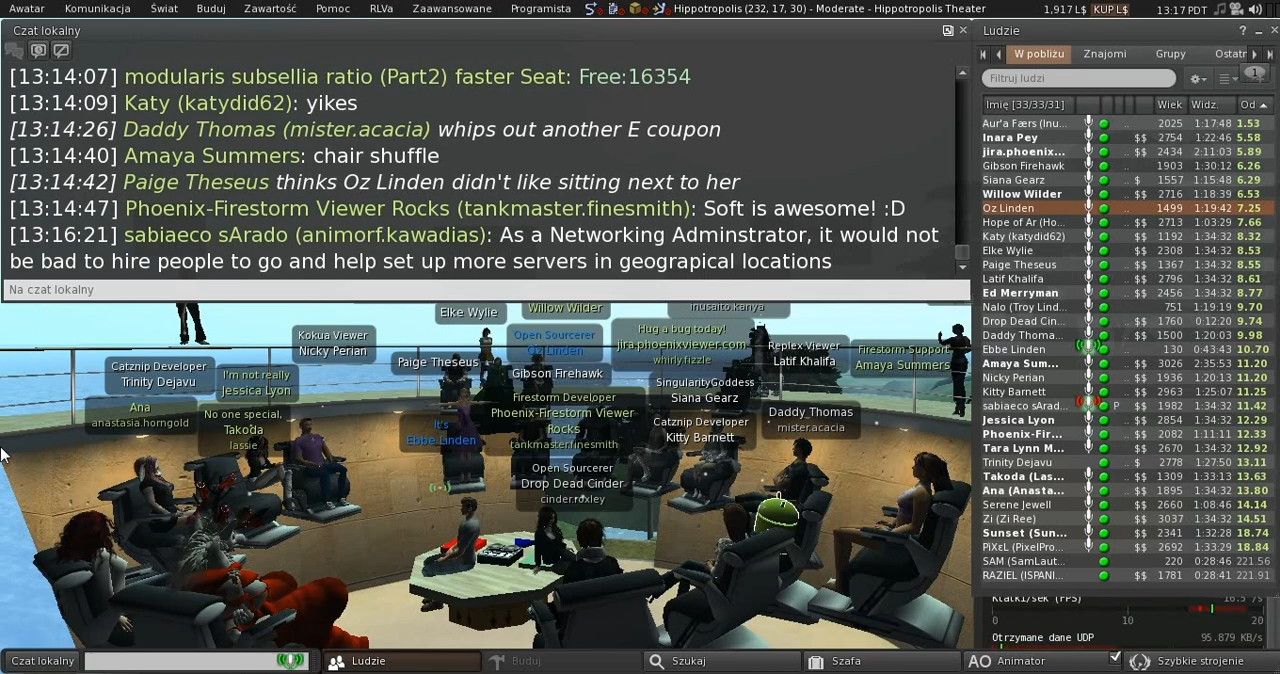 Awatar Komunikacja Świat Buduj Zawartość Pomoc RLVa Zaawansowane Programista Hippotropolis (232, 17, 30) - Moderate - Hippotropolis Theater 1,917 L$ KUP L$ 13:17 PDT
Czat lokalny
[13:14:07] modularis subsellia ratio (Part2) faster Seat: Free:16354
[13:14:09] Katy (katydid62): yikes
[13:14:26] Daddy Thomas (mister.acacia) whips out another E coupon
[13:14:40] Amaya Summers: chair shuffle
[13:14:42] Paige Theseus thinks Oz Linden didn't like sitting next to her
[13:14:47] Phoenix-Firestorm Viewer Rocks (tankmaster.finesmith): Soft is awesome! :D
[13:16:21] sabiaeco sArado (animorf.kawadias): As a Networking Adminstrator, it would not
be bad to hire people to go and help set up more servers in geograpical locations
Na czat lokalny
Elke Wylie
Willow Wilder
inusaito.kanya
Kokua Viewer
Nicky Perian
Open Sourcerer
Oz Linden
Hug a bug today!
jira.phoenixviewer.com
whirly.fizzle
Replex Viewer
Latif Khalifa
Firestorm Support
Amaya Summers
Catznip Developer
Trinity Dejavu
I'm not really
Jessica Lyon
Paige Theseus
Gibson Firehawk
SingularityGoddess
Siana Gearz
Ana
anastasia.horngold
No one special,
Takoda
lassie
It's
Ebbe Linden
Firestorm Developer
Phoenix-Firestorm Viewer
Rocks
tankmaster.finesmith
Catznip Developer
Kitty Barnett
Daddy Thomas
mister.acacia
Open Sourcerer
Drop Dead Cinder
cinder.roxley
Ludzie
W pobliżu Znajomi Grupy Ostatr
Filtruj ludzi
1
Imię [33/33/31] Wiek Widz. Od
Aur'a Færs (Inu... .. 2025 1:17:48 1.53
Inara Pey $$ 2754 1:22:46 5.58
jira.phoenix... .. $$ 2434 2:11:03 5.89
Gibson Firehawk 1903 1:30:12 6.26
Siana Gearz .. $ 1557 1:15:48 6.29
Willow Wilder .. $$ 2716 1:18:39 6.53
Oz Linden .. 1499 1:19:42 7.25
Hope of Ar (Ho... .. $$ 2713 1:03:29 7.66
Katy (katydid62) $$ 1192 1:34:32 8.32
Elke Wylie .. $$ 2308 1:34:32 8.53
Paige Theseus .. $$ 1367 1:34:32 8.55
Latif Khalifa .. $$ 2796 1:34:32 8.61
Ed Merryman .. $$ 2456 1:34:32 8.77
Nalo (Troy Lind... 751 1:19:19 9.70
Drop Dead Cin... .. $$ 1760 0:12:20 9.74
Daddy Thoma... .. $$ 1500 1:20:03 9.98
Ebbe Linden 130 0:43:43 10.70
Amaya Sum... $$ 3026 2:35:53 11.20
Nicky Perian .. $$ 1936 1:20:13 11.20
Kitty Barnett .. $$ 2963 1:25:07 11.25
sabiaeco sArad... P $$ 1982 1:34:32 11.42
Jessica Lyon .. $$ 2854 1:34:32 12.29
Phoenix-Fir... .. $$ 2082 1:11:11 12.33
Tara Lynn M... .. $$ 2670 1:34:32 12.92
Trinity Dejavu .. $ 2778 1:27:50 13.11
Takoda (Las... .. $$ 1309 1:33:13 13.63
Ana (Anasta... .. $$ 1895 1:34:32 13.80
Serene Jewell .. $$ 2660 1:08:46 14.14
Zi (Zi Ree) .. $$ 3037 1:34:32 14.51
Sunset (Sun... $$ 2341 1:32:28 18.74
PiXεL (PixelPro... $$ 2692 1:33:29 18.84
SAM (SamLaut... .. 220 0:28:46 221.56
RAZIEL (ISPANI... $$ 1781 0:28:41 221.91
Klatki/sek (FPS) 16.5 /s
0 10 20
Otrzymane dane UDP 95.879 KB/s
Czat lokalny Ludzie Buduj Szukaj Szafa AO Animator Szybkie strojenie